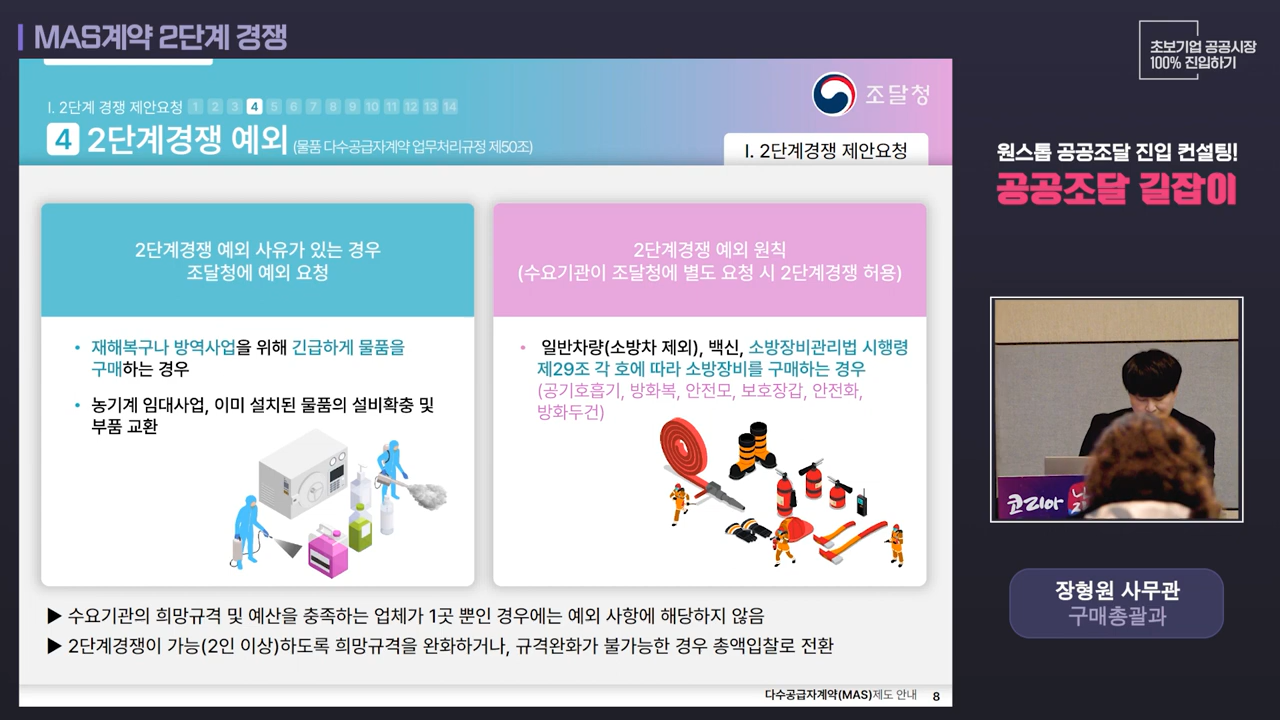 MAS계약 2단계 경쟁
초보기업 공공시장
100% 진입하기
I. 2단계 경쟁 제안요청 1 2 3 4 5 6 7 8 9 10 11 12 13 14
조달청
4 2단계경쟁 예외 (물품 다수공급자계약 업무처리규정 제50조)
I. 2단계경쟁 제안요청
원스톱 공공조달 진입 컨설팅!
공공조달 길잡이
2단계경쟁 예외 사유가 있는 경우
조달청에 예외 요청
• 재해복구나 방역사업을 위해 긴급하게 물품을
구매하는 경우
• 농기계 임대사업, 이미 설치된 물품의 설비확충 및
부품 교환
2단계경쟁 예외 원칙
(수요기관이 조달청에 별도 요청 시 2단계경쟁 허용)
• 일반차량(소방차 제외), 백신, 소방장비관리법 시행령
제29조 각 호에 따라 소방장비를 구매하는 경우
(공기호흡기, 방화복, 안전모, 보호장갑, 안전화,
방화두건)
▶ 수요기관의 희망규격 및 예산을 충족하는 업체가 1곳 뿐인 경우에는 예외 사항에 해당하지 않음
▶ 2단계경쟁이 가능(2인 이상)하도록 희망규격을 완화하거나, 규격완화가 불가능한 경우 총액입찰로 전환
다수공급자계약(MAS)제도 안내 8
코리아
장형원 사무관
구매총괄과